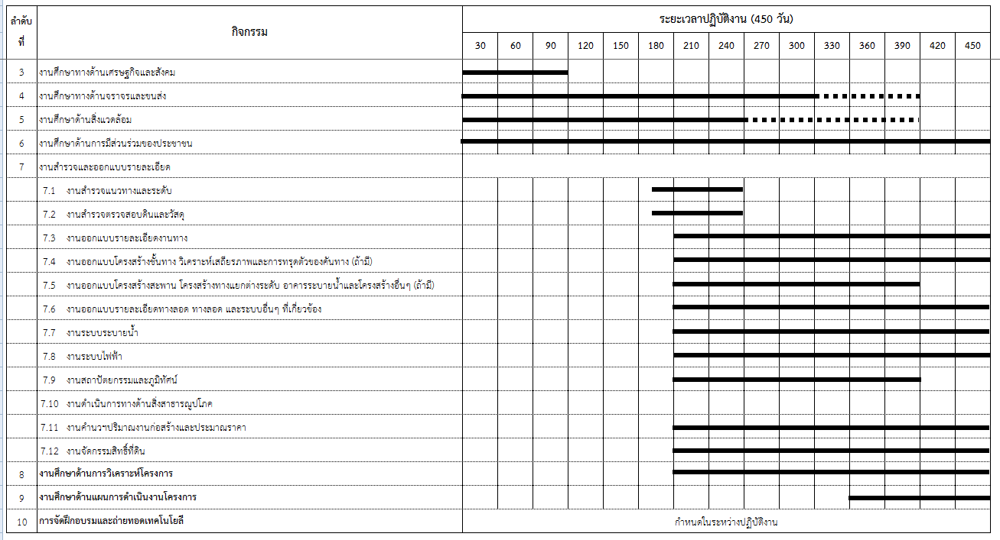 ลำดับที่ กิจกรรม ระยะเวลาปฏิบัติงาน (450 วัน)
30 60 90 120 150 180 210 240 270 300 330 360 390 420 450
3 งานศึกษาทางด้านเศรษฐกิจและสังคม
4 งานศึกษาทางด้านจราจรและขนส่ง
5 งานศึกษาด้านสิ่งแวดล้อม
6 งานศึกษาด้านการมีส่วนร่วมของประชาชน
7 งานสำรวจและออกแบบรายละเอียด
7.1 งานสำรวจแนวทางและระดับ
7.2 งานสำรวจตรวจสอบดินและวัสดุ
7.3 งานออกแบบรายละเอียดงานทาง
7.4 งานออกแบบโครงสร้างชั้นทาง วิเคราะห์เสถียรภาพและการทรุดตัวของคันทาง (ถ้ามี)
7.5 งานออกแบบโครงสร้างสะพาน โครงสร้างทางแยกต่างระดับ อาคารระบายน้ำและโครงสร้างอื่นๆ (ถ้ามี)
7.6 งานออกแบบรายละเอียดทางลอด ทางลอด และระบบอื่นๆ ที่เกี่ยวข้อง
7.7 งานระบบระบายน้ำ
7.8 งานระบบไฟฟ้า
7.9 งานสถาปัตยกรรมและภูมิทัศน์
7.10 งานดำเนินการทางด้านสิ่งสาธารณูปโภค
7.11 งานคำนวฯปริมาณงานก่อสร้างและประมาณราคา
7.12 งานจัดกรรมสิทธิ์ที่ดิน
8 งานศึกษาด้านการวิเคราะห์โครงการ
9 งานศึกษาด้านแผนการดำเนินงานโครงการ
10 การจัดฝึกอบรมและถ่ายทอดเทคโนโยลี กำหนดในระหว่างปฏิบัติงาน